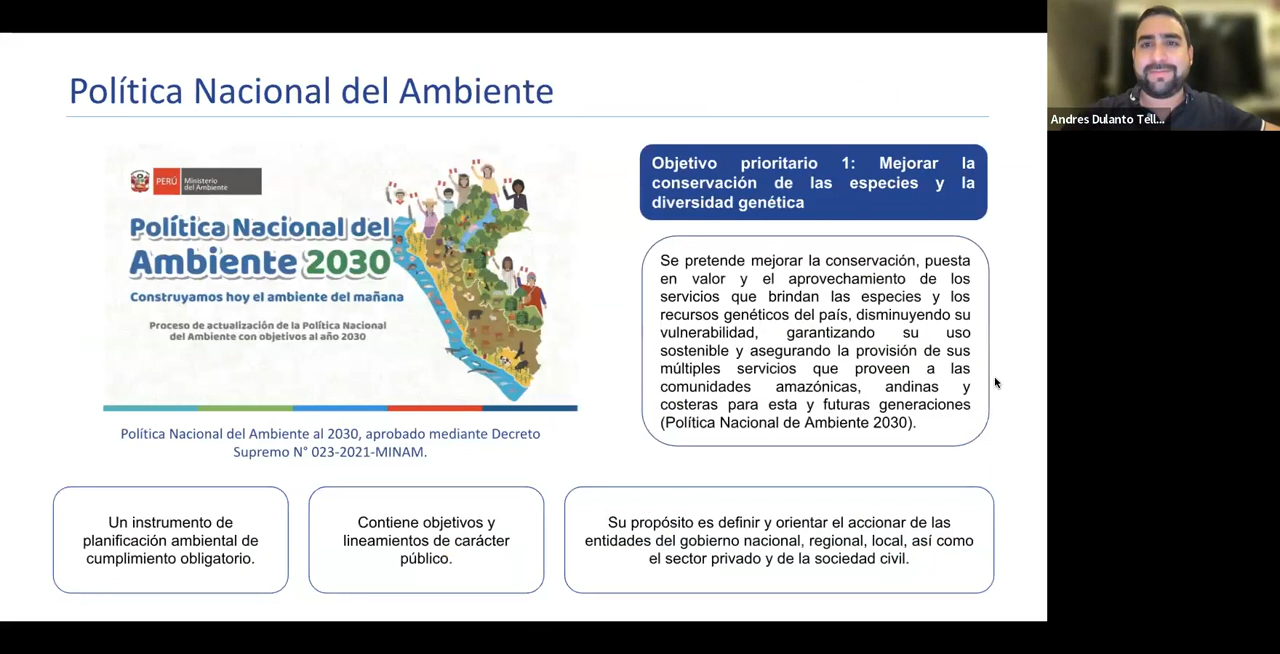 Política Nacional del Ambiente
PERÚ
Ministerio
del Ambiente
Política Nacional del
Ambiente 2030
Construyamos hoy el ambiente del mañana
Proceso de actualización de la Política Nacional
del Ambiente con objetivos al año 2030
Política Nacional del Ambiente al 2030, aprobado mediante Decreto
Supremo N° 023-2021-MINAM.
Objetivo prioritario 1: Mejorar la
conservación de las especies y la
diversidad genética
Se pretende mejorar la conservación, puesta
en valor y el aprovechamiento de los
servicios que brindan las especies y los
recursos genéticos del país, disminuyendo su
vulnerabilidad, garantizando su uso
sostenible y asegurando la provisión de sus
múltiples servicios que proveen a las
comunidades amazónicas, andinas y
costeras para esta y futuras generaciones
(Política Nacional de Ambiente 2030).
Un instrumento de
planificación ambiental de
cumplimiento obligatorio.
Contiene objetivos y
lineamientos de carácter
público.
Su propósito es definir y orientar el accionar de las
entidades del gobierno nacional, regional, local, así como
el sector privado y de la sociedad civil.
Andres Dulanto Tell...